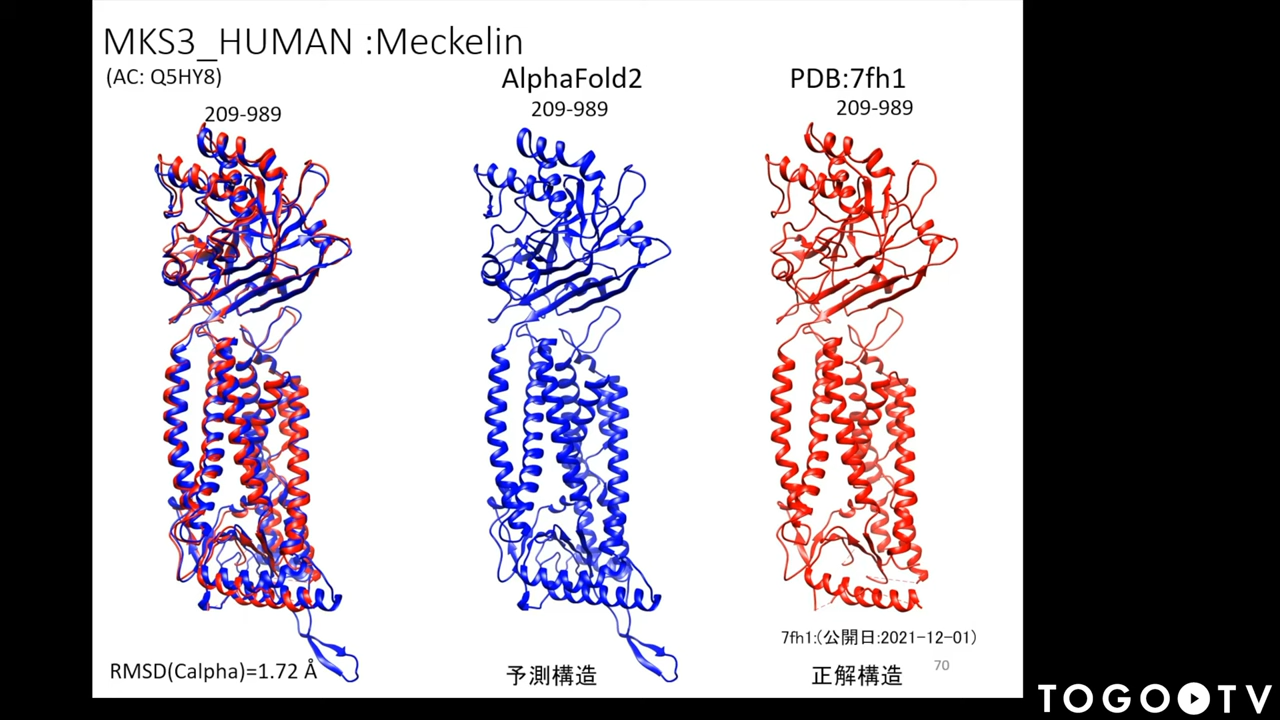 MKS3_HUMAN :Meckelin
(AC: Q5HY8)
AlphaFold2
PDB:7fh1
209-989
209-989
209-989
7fh1:(公開日:2021-12-01)
RMSD(Calpha)=1.72 Å
予測構造
正解構造
70
TOGO TV